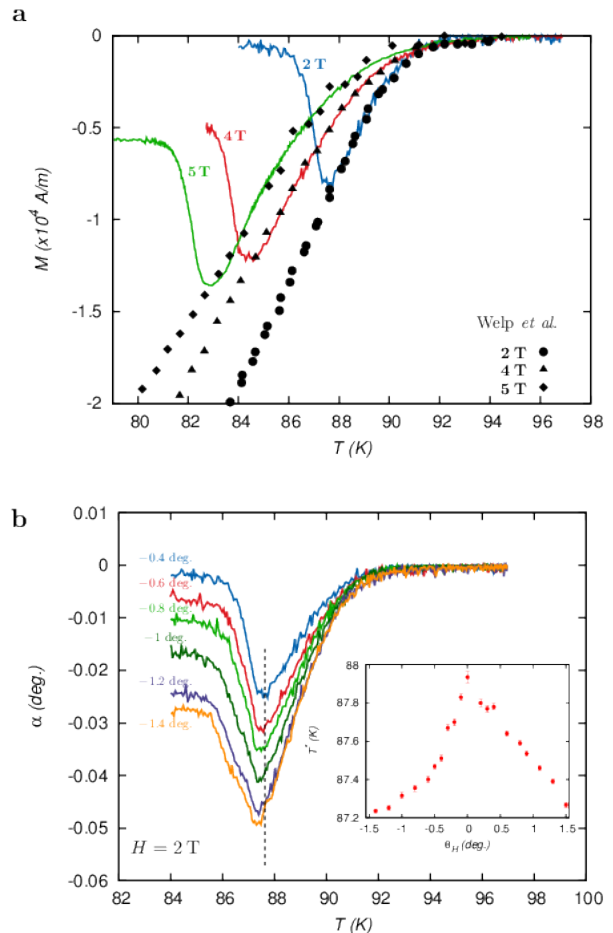 a
0
-0.5
-1
-1.5
-2
M (x10⁴ A/m)
2 T
4 T
5 T
Welp et al.
2 T
4 T
5 T
80 82 84 86 88 90 92 94 96 98
T (K)
b
0.01
0
-0.01
-0.02
-0.03
-0.04
-0.05
-0.06
α (deg.)
−0.4 deg.
−0.6 deg.
−0.8 deg.
−1 deg.
−1.2 deg.
−1.4 deg.
H = 2 T
88
87.8
87.6
87.4
87.2
T* (K)
-1.5 -1 -0.5 0 0.5 1 1.5
θH (deg.)
82 84 86 88 90 92 94 96 98 100
T (K)